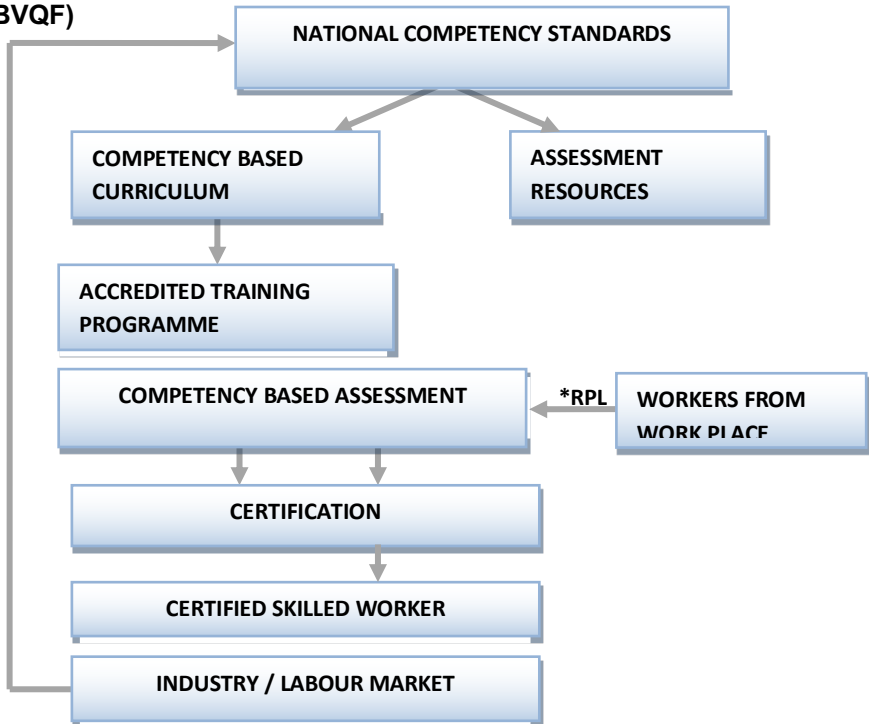 BVQF)
NATIONAL COMPETENCY STANDARDS
COMPETENCY BASED
CURRICULUM
ASSESSMENT
RESOURCES
ACCREDITED TRAINING
PROGRAMME
COMPETENCY BASED ASSESSMENT
*RPL
WORKERS FROM
WORK PLACE
CERTIFICATION
CERTIFIED SKILLED WORKER
INDUSTRY / LABOUR MARKET